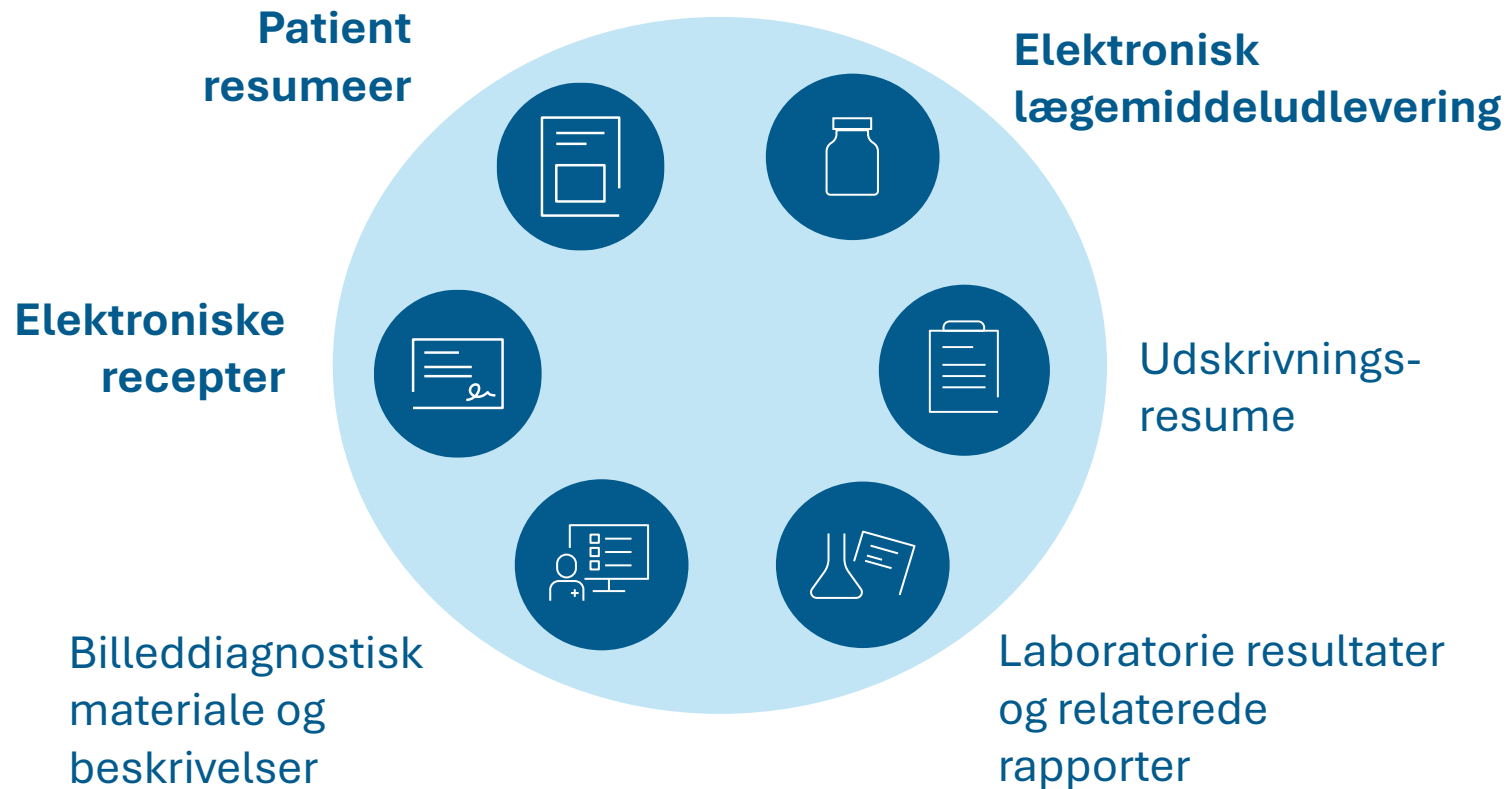 Patient
resumeer
Elektronisk
lægemiddeludlevering
Elektroniske
recepter
Udskrivnings-
resume
Billeddiagnostisk
materiale og
beskrivelser
Laboratorie resultater
og relaterede
rapporter